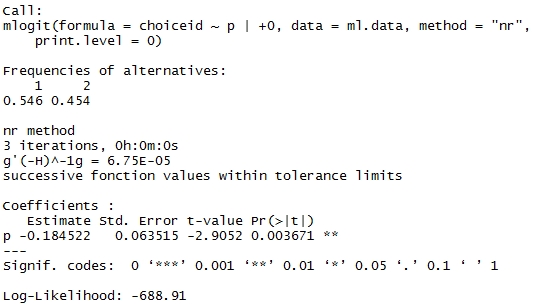 Call:
mlogit(formula = choiceid ~ p | +0, data = ml.data, method = "nr",
    print.level = 0)
Frequencies of alternatives:
    1     2
0.546 0.454
nr method
3 iterations, 0h:0m:0s
g'(-H)^-1g = 6.75E-05
successive fonction values within tolerance limits
Coefficients :
   Estimate Std. Error t-value Pr(>|t|)
p -0.184522   0.063515 -2.9052 0.003671 **
---
Signif. codes:  0 ‘***’ 0.001 ‘**’ 0.01 ‘*’ 0.05 ‘.’ 0.1 ‘ ’ 1
Log-Likelihood: -688.91